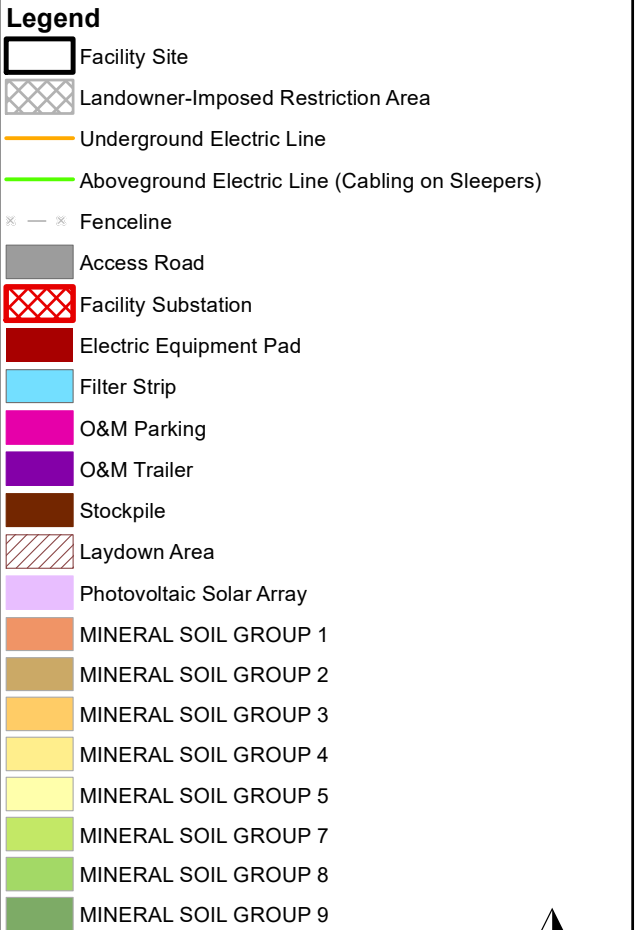 Legend
Facility Site
Landowner-Imposed Restriction Area
Underground Electric Line
Aboveground Electric Line (Cabling on Sleepers)
Fenceline
Access Road
Facility Substation
Electric Equipment Pad
Filter Strip
O&M Parking
O&M Trailer
Stockpile
Laydown Area
Photovoltaic Solar Array
MINERAL SOIL GROUP 1
MINERAL SOIL GROUP 2
MINERAL SOIL GROUP 3
MINERAL SOIL GROUP 4
MINERAL SOIL GROUP 5
MINERAL SOIL GROUP 7
MINERAL SOIL GROUP 8
MINERAL SOIL GROUP 9